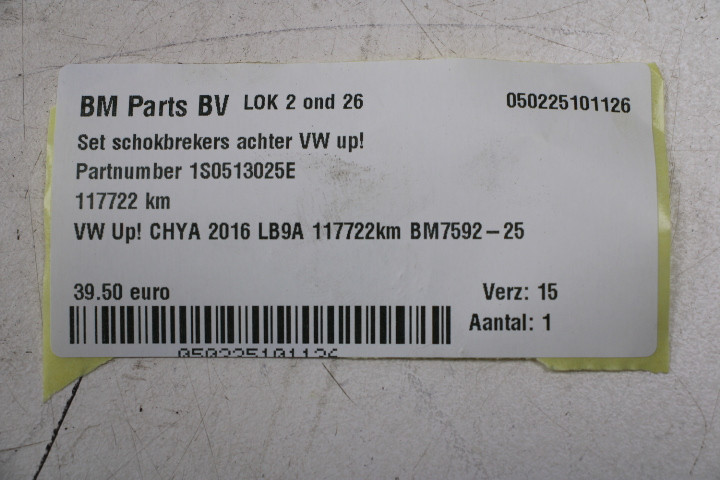 BM Parts BV LOK 2 ond 26 050225101126
Set schokbrekers achter VW up!
Partnumber 1S0513025E
117722 km
VW Up! CHYA 2016 LB9A 117722km BM7592-25
39.50 euro Verz: 15
Aantal: 1
050225101126